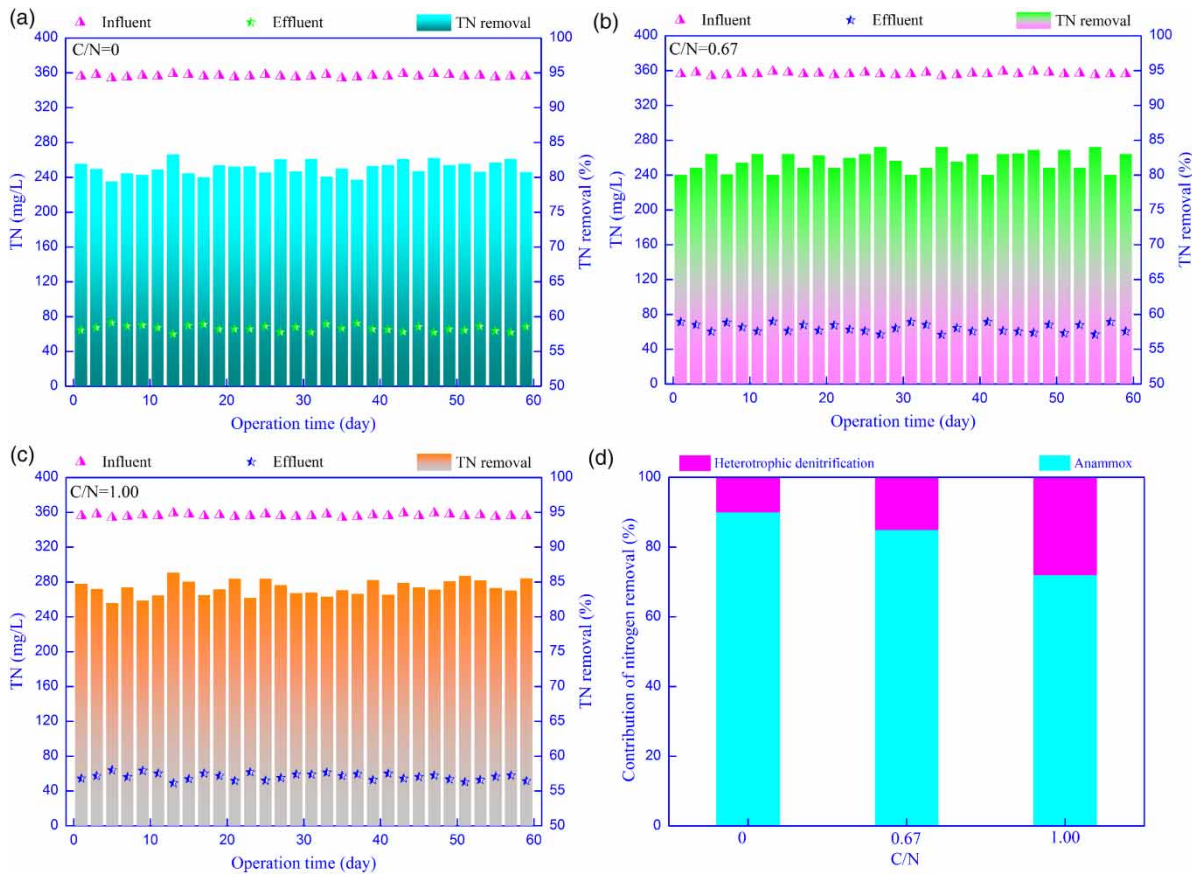 (a)
Influent Effluent TN removal
C/N=0
400
360
320
280
240
200
160
120
80
40
0
TN (mg/L)
100
95
90
85
80
75
70
65
60
55
50
TN removal (%)
0 10 20 30 40 50 60
Operation time (day)
(b)
Influent Effluent TN removal
C/N=0.67
400
360
320
280
240
200
160
120
80
40
0
TN (mg/L)
100
95
90
85
80
75
70
65
60
55
50
TN removal (%)
0 10 20 30 40 50 60
Operation time (day)
(c)
Influent Effluent TN removal
C/N=1.00
400
360
320
280
240
200
160
120
80
40
0
TN (mg/L)
100
95
90
85
80
75
70
65
60
55
50
TN removal (%)
0 10 20 30 40 50 60
Operation time (day)
(d)
Heterotrophic denitrification Anammox
100
80
60
40
20
0
Contribution of nitrogen removal (%)
0 0.67 1.00
C/N